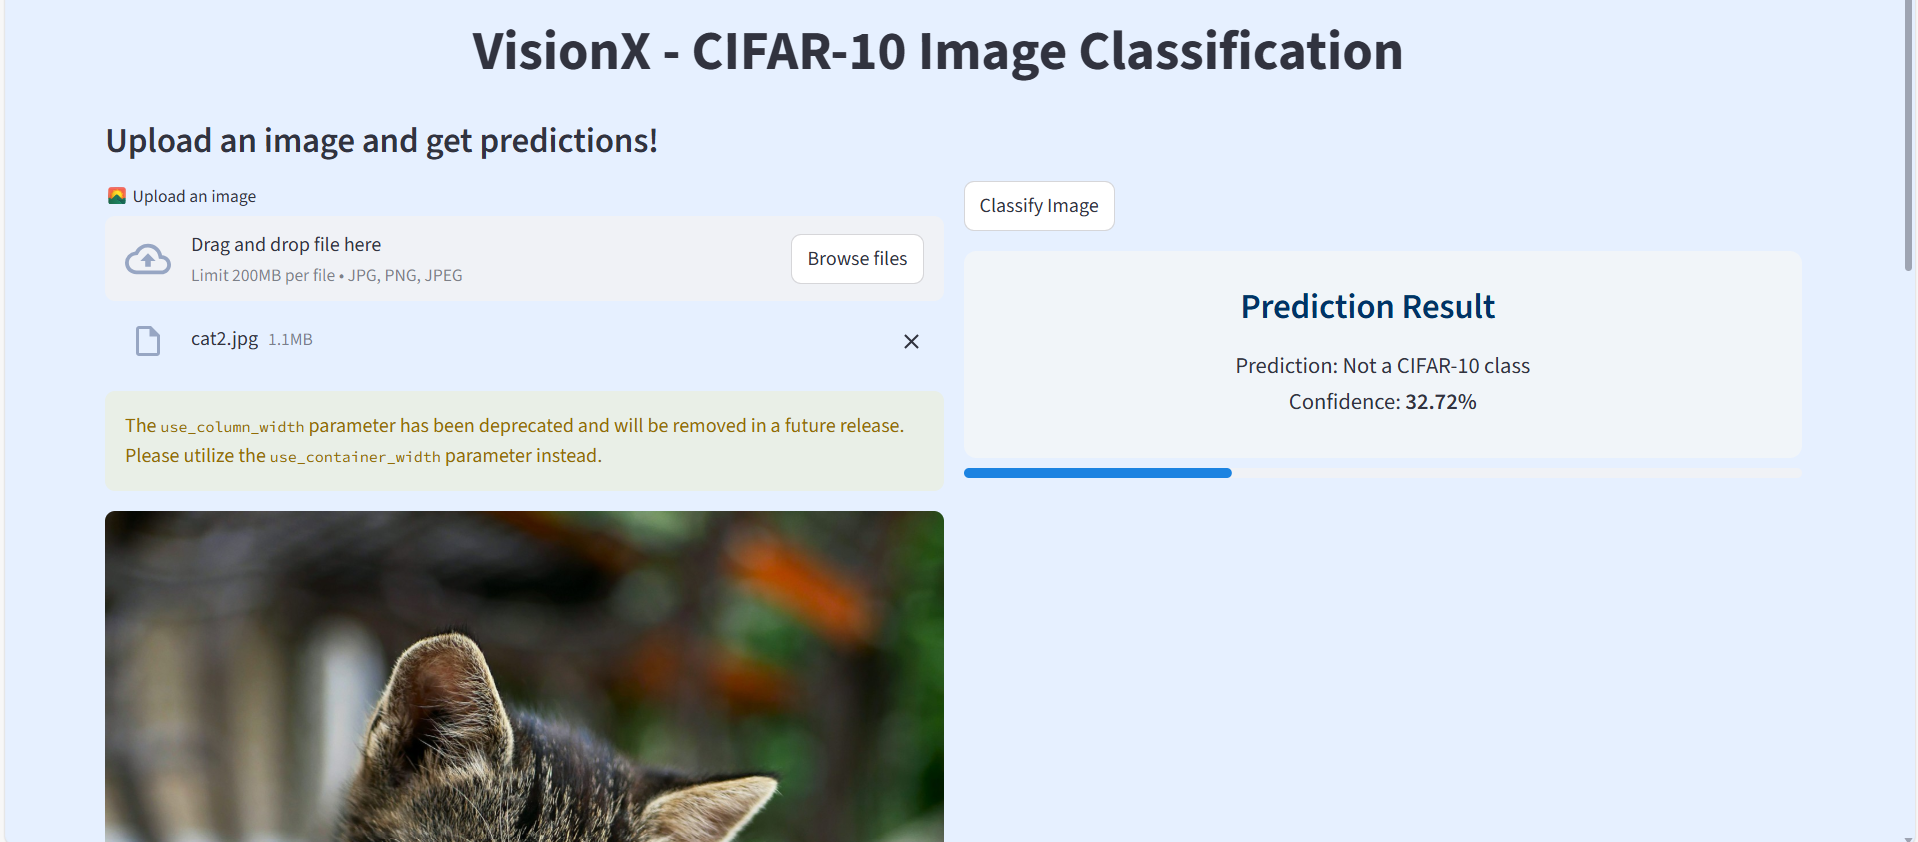 VisionX - CIFAR-10 Image Classification
Upload an image and get predictions!
Upload an image
Drag and drop file here
Limit 200MB per file • JPG, PNG, JPEG
Browse files
cat2.jpg 1.1MB
The use_column_width parameter has been deprecated and will be removed in a future release.
Please utilize the use_container_width parameter instead.
Classify Image
Prediction Result
Prediction: Not a CIFAR-10 class
Confidence: 32.72%